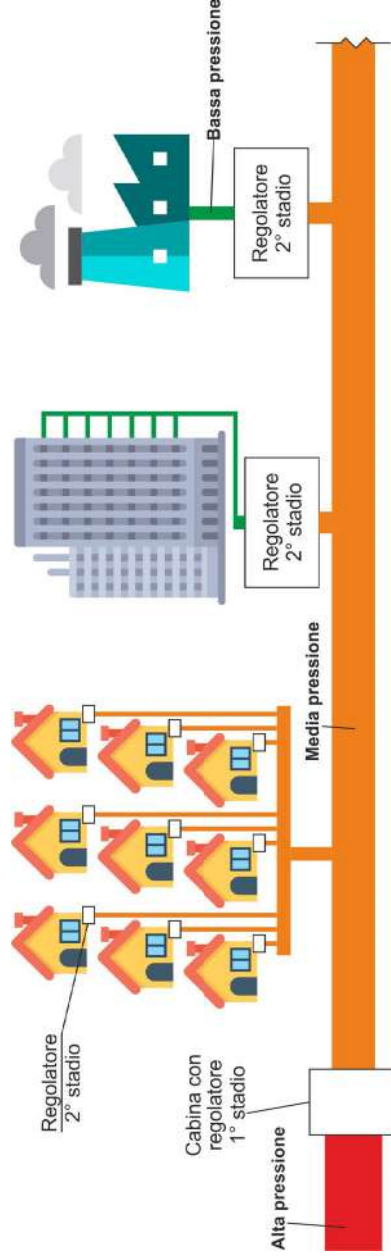 Regolatore
2° stadio
Cabina con
regolatore
1° stadio
Alta pressione
Media pressione
Regolatore
2° stadio
Bassa pressione
Regolatore
2° stadio